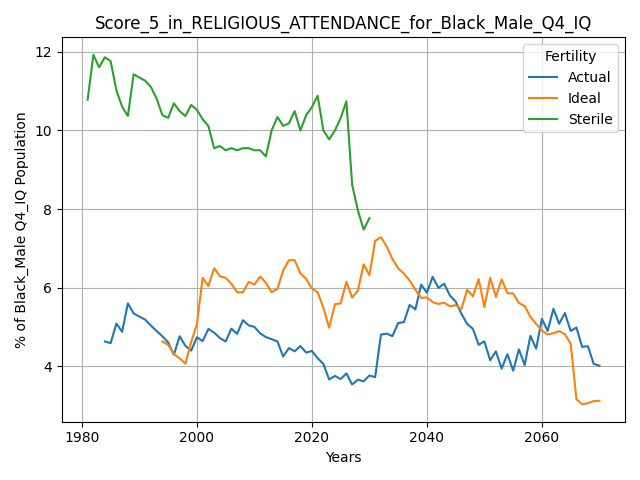 Score_5_in_RELIGIOUS_ATTENDANCE_for_Black_Male_Q4_IQ
% of Black_Male Q4_IQ Population
12
10
8
6
4
Fertility
Actual
Ideal
Sterile
1980 2000 2020 2040 2060
Years